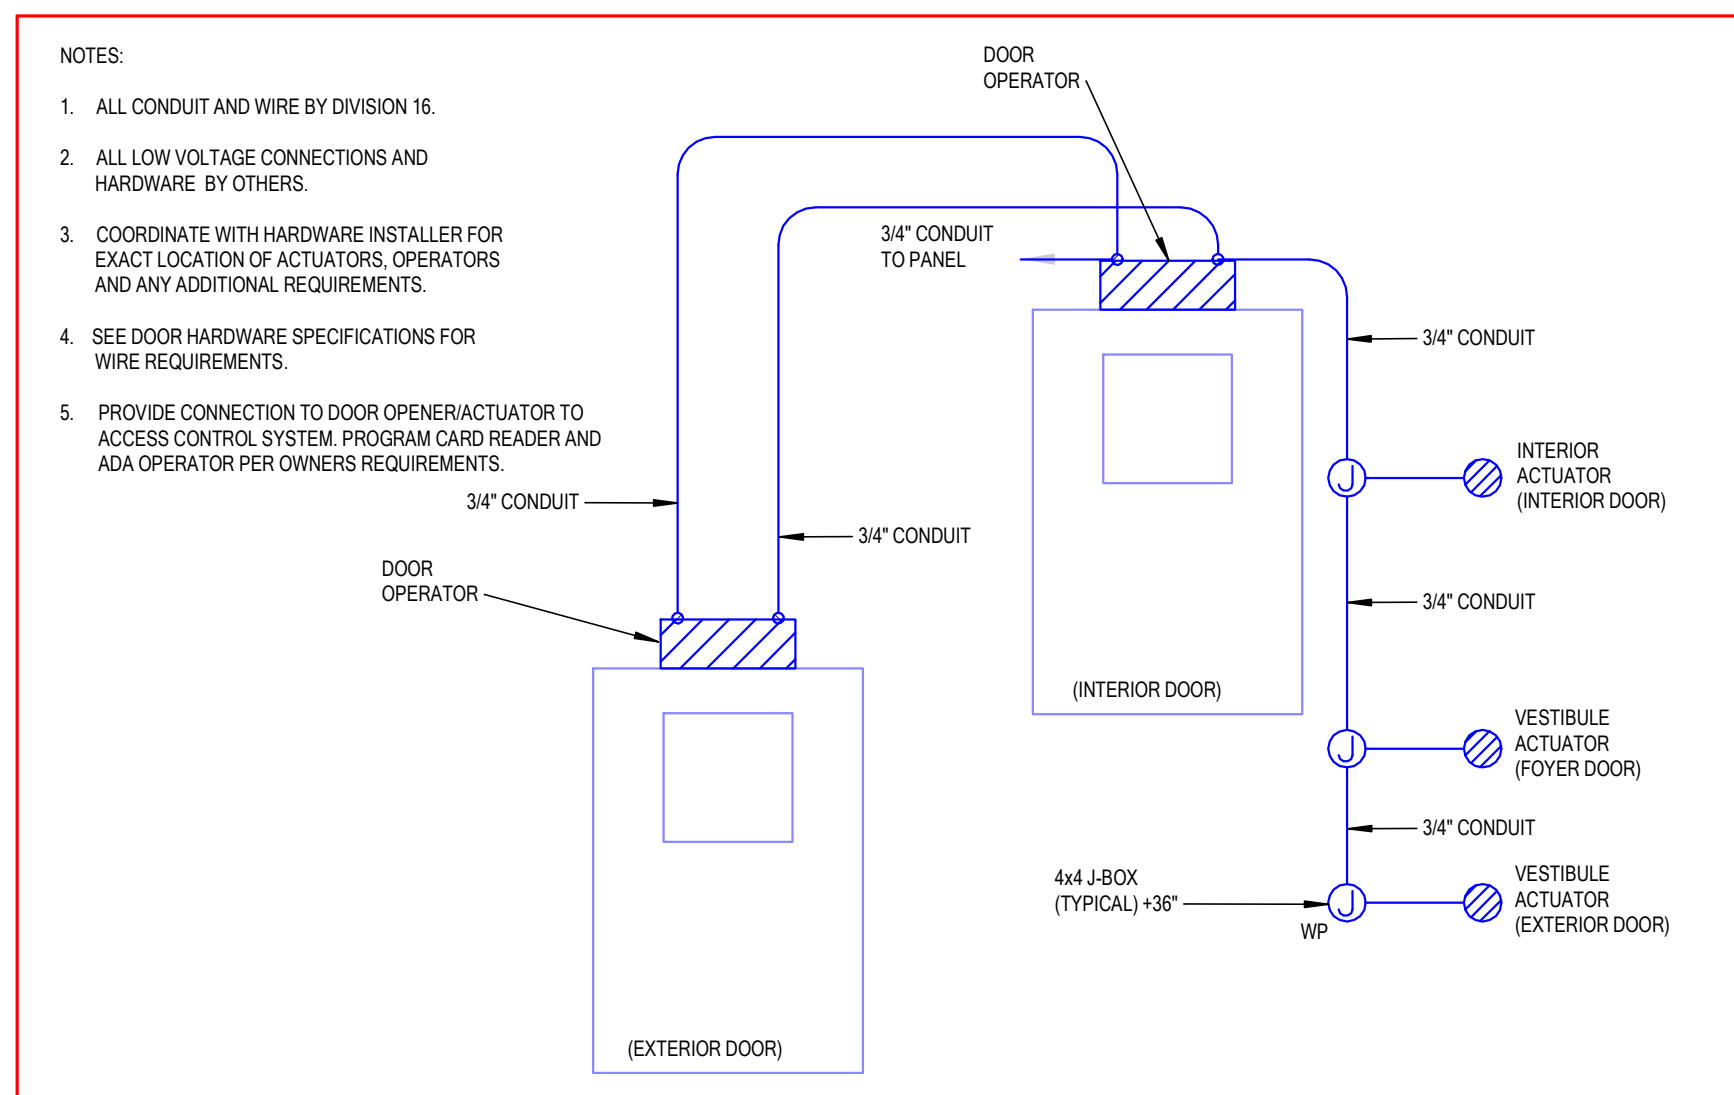 NOTES:
1. ALL CONDUIT AND WIRE BY DIVISION 16.
2. ALL LOW VOLTAGE CONNECTIONS AND
HARDWARE BY OTHERS.
3. COORDINATE WITH HARDWARE INSTALLER FOR
EXACT LOCATION OF ACTUATORS, OPERATORS
AND ANY ADDITIONAL REQUIREMENTS.
4. SEE DOOR HARDWARE SPECIFICATIONS FOR
WIRE REQUIREMENTS.
5. PROVIDE CONNECTION TO DOOR OPENER/ACTUATOR TO
ACCESS CONTROL SYSTEM. PROGRAM CARD READER AND
ADA OPERATOR PER OWNERS REQUIREMENTS.
DOOR
OPERATOR
3/4" CONDUIT
TO PANEL
3/4" CONDUIT
3/4" CONDUIT
3/4" CONDUIT
DOOR
OPERATOR
(EXTERIOR DOOR)
(INTERIOR DOOR)
J
INTERIOR
ACTUATOR
(INTERIOR DOOR)
3/4" CONDUIT
J
VESTIBULE
ACTUATOR
(FOYER DOOR)
3/4" CONDUIT
4x4 J-BOX
(TYPICAL) +36"
J
WP
VESTIBULE
ACTUATOR
(EXTERIOR DOOR)